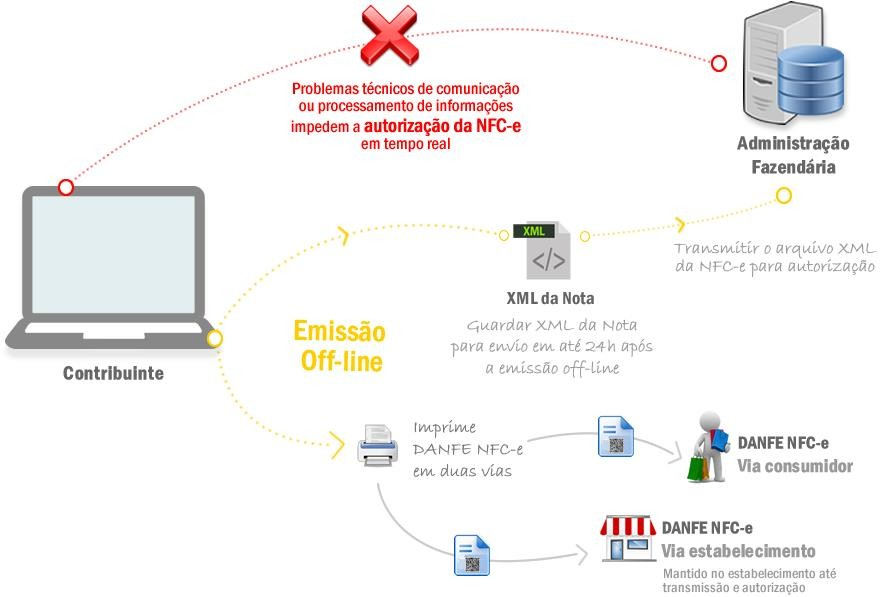 Problemas técnicos de comunicação
ou processamento de informações
impedem a autorização da NFC-e
em tempo real
Administração
Fazendária
XML
</>
XML da Nota
Guardar XML da Nota
para envio em até 24h após
a emissão off-line
Transmitir o arquivo XML
da NFC-e para autorização
Contribuinte
Emissão
Off-line
Imprime
DANFE NFC-e
em duas vias
DANFE NFC-e
Via consumidor
DANFE NFC-e
Via estabelecimento
Mantido no estabelecimento até
transmissão e autorização